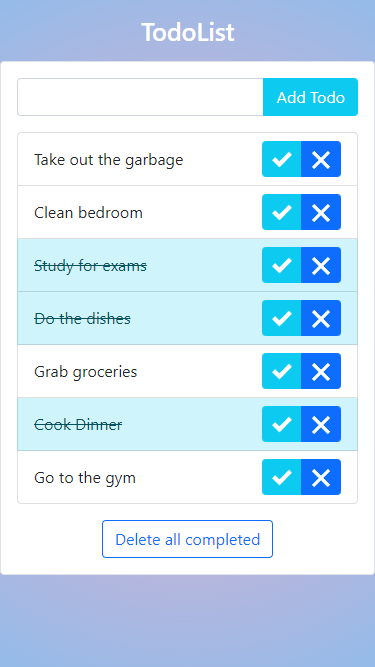 TodoList
Add Todo
Take out the garbage
Clean bedroom
Study for exams
Do the dishes
Grab groceries
Cook Dinner
Go to the gym
Delete all completed